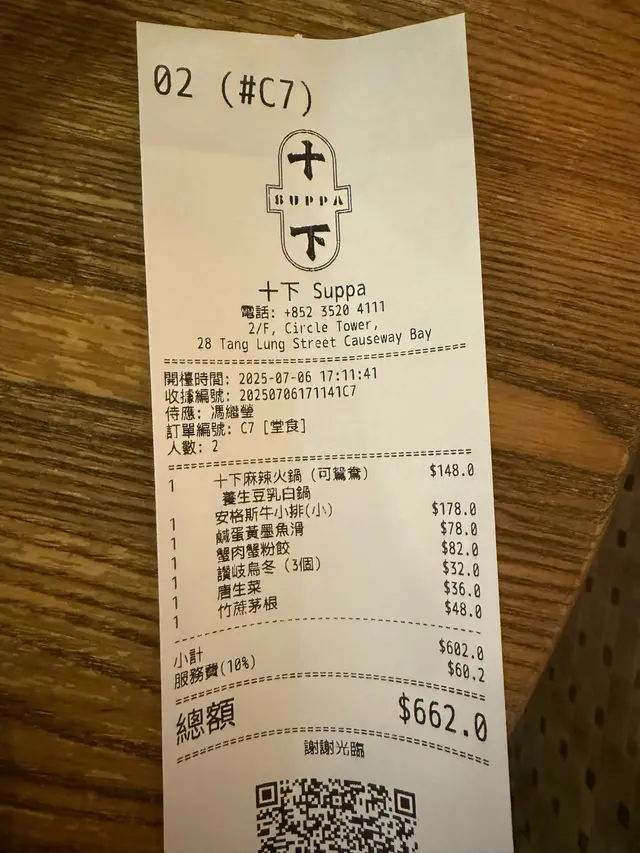 02 (#C7)
十
SUPPA
下
十下 Suppa
電話: +852 3520 4111
2/F, Circle Tower,
28 Tang Lung Street Causeway Bay
開檯時間: 2025-07-06 17:11:41
收據編號: 20250706171141C7
侍應: 馮繼瑩
訂單編號: C7 [堂食]
人數: 2
1 十下麻辣火鍋 (可鴛鴦) $148.0
養生豆乳白鍋
1 安格斯牛小排(小) $178.0
1 鹹蛋黃墨魚滑 $78.0
1 蟹肉蟹粉餃 $82.0
1 讚岐烏冬 (3個) $32.0
1 唐生菜 $36.0
1 竹蔗茅根 $48.0
小計 $602.0
服務費(10%) $60.2
總額 $662.0
謝謝光臨